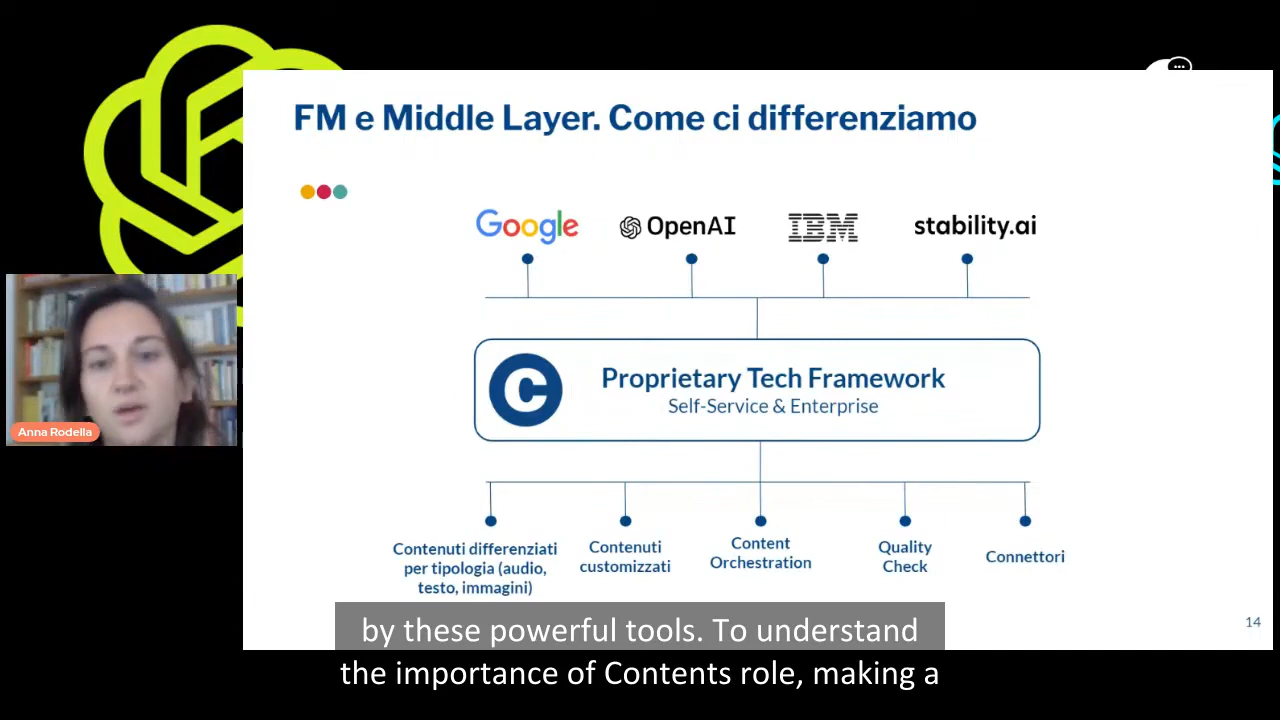 FM e Middle Layer. Come ci differenziamo
Google OpenAI IBM stability.ai
C
Proprietary Tech Framework
Self-Service & Enterprise
Anna Rodella
Contenuti differenziati
per tipologia (audio,
testo, immagini)
Contenuti
customizzati
Content
Orchestration
Quality
Check
Connettori
14
by these powerful tools. To understand
the importance of Contents role, making a